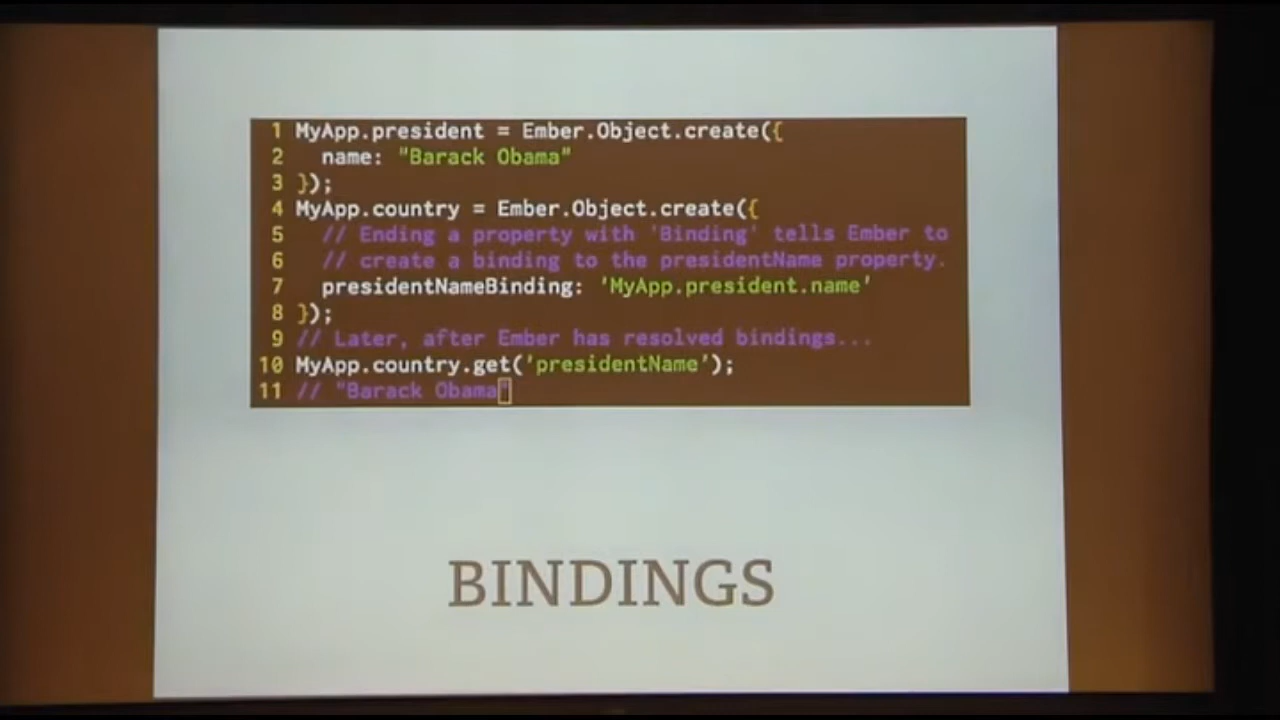 1 MyApp.president = Ember.Object.create({
2 name: "Barack Obama"
3 });
4 MyApp.country = Ember.Object.create({
5 // Ending a property with 'Binding' tells Ember to
6 // create a binding to the presidentName property.
7 presidentNameBinding: 'MyApp.president.name'
8 });
9 // Later, after Ember has resolved bindings...
10 MyApp.country.get('presidentName');
11 // "Barack Obama"
BINDINGS